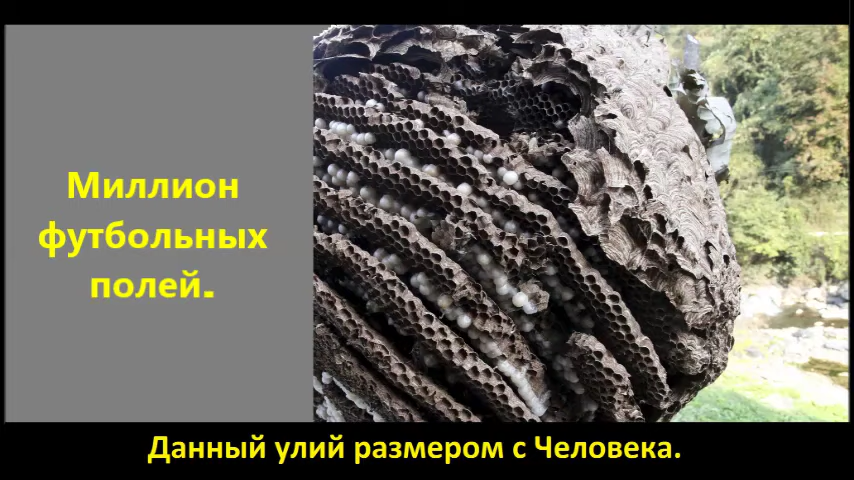 Миллион
футбольных
полей.
Данный улий размером с Человека.